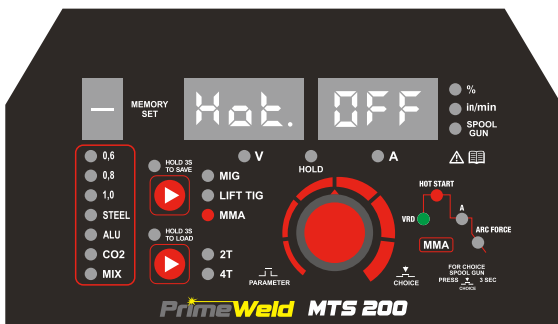 MEMORY
SET
Hot.
OFF
%
in/min
SPOOL
GUN
0,6
0,8
1,0
STEEL
ALU
CO2
MIX
HOLD 3S
TO SAVE
HOLD 3S
TO LOAD
V
HOLD
A
MIG
LIFT TIG
MMA
2T
4T
PARAMETER
CHOICE
HOT START
VRD
A
ARC FORCE
MMA
FOR CHOICE
SPOOL GUN
PRESS 3 SEC
CHOICE
PrimeWeld MTS 200